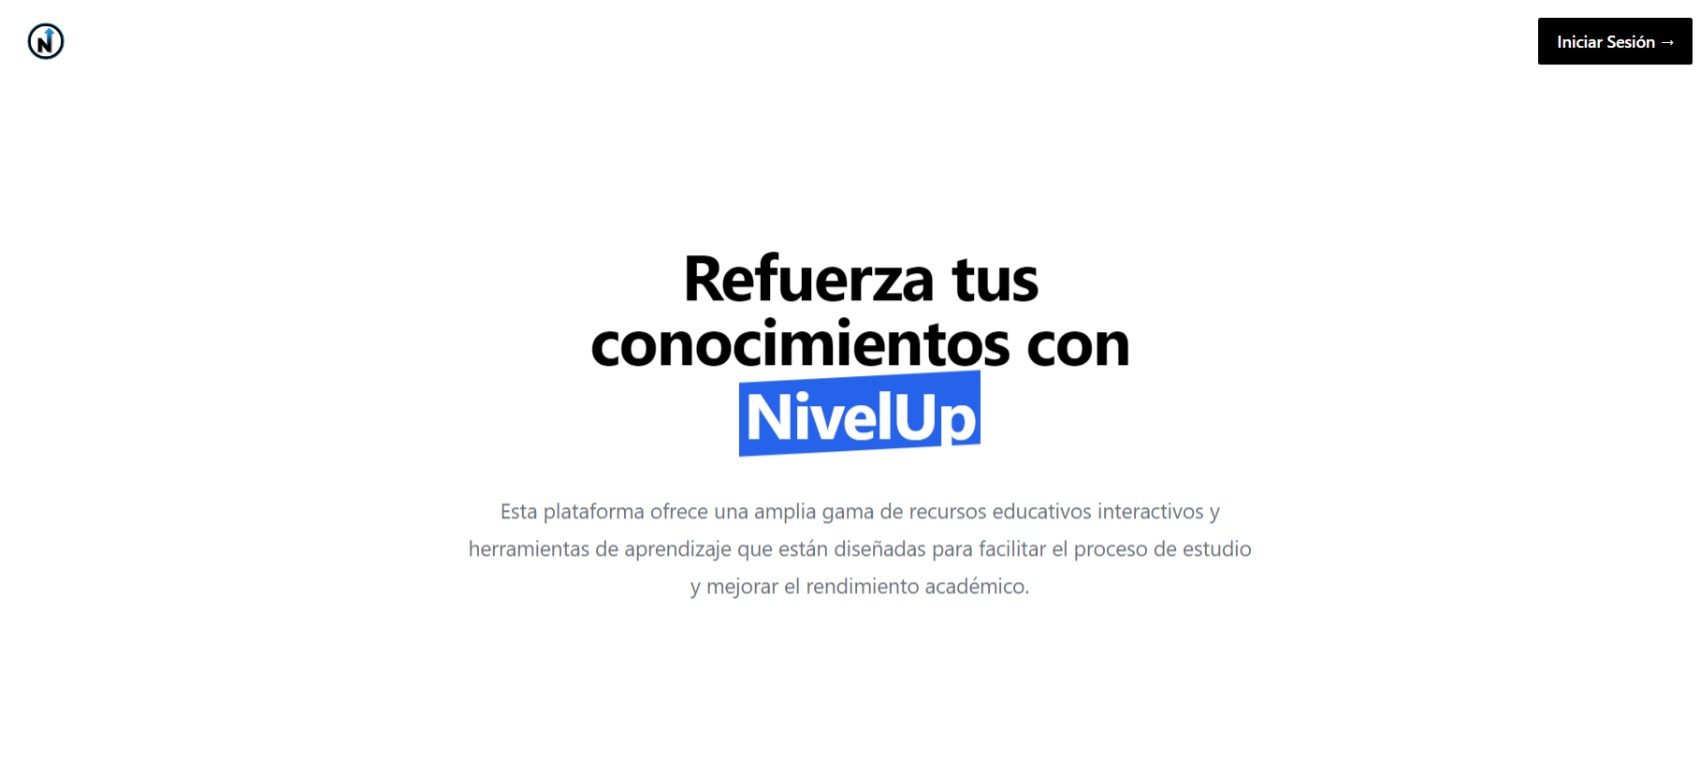 N
Iniciar Sesión →
Refuerza tus
conocimientos con
NivelUp
Esta plataforma ofrece una amplia gama de recursos educativos interactivos y
herramientas de aprendizaje que están diseñadas para facilitar el proceso de estudio
y mejorar el rendimiento académico.